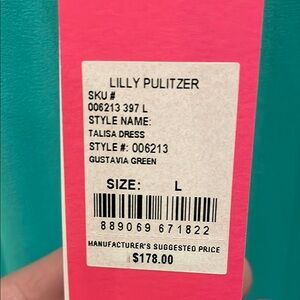 LILLY PULITZER
SKU #
006213 397 L
STYLE NAME:
TALISA DRESS
STYLE #: 006213
GUSTAVIA GREEN
SIZE: L
889069 671822
MANUFACTURER'S SUGGESTED PRICE
$178.00